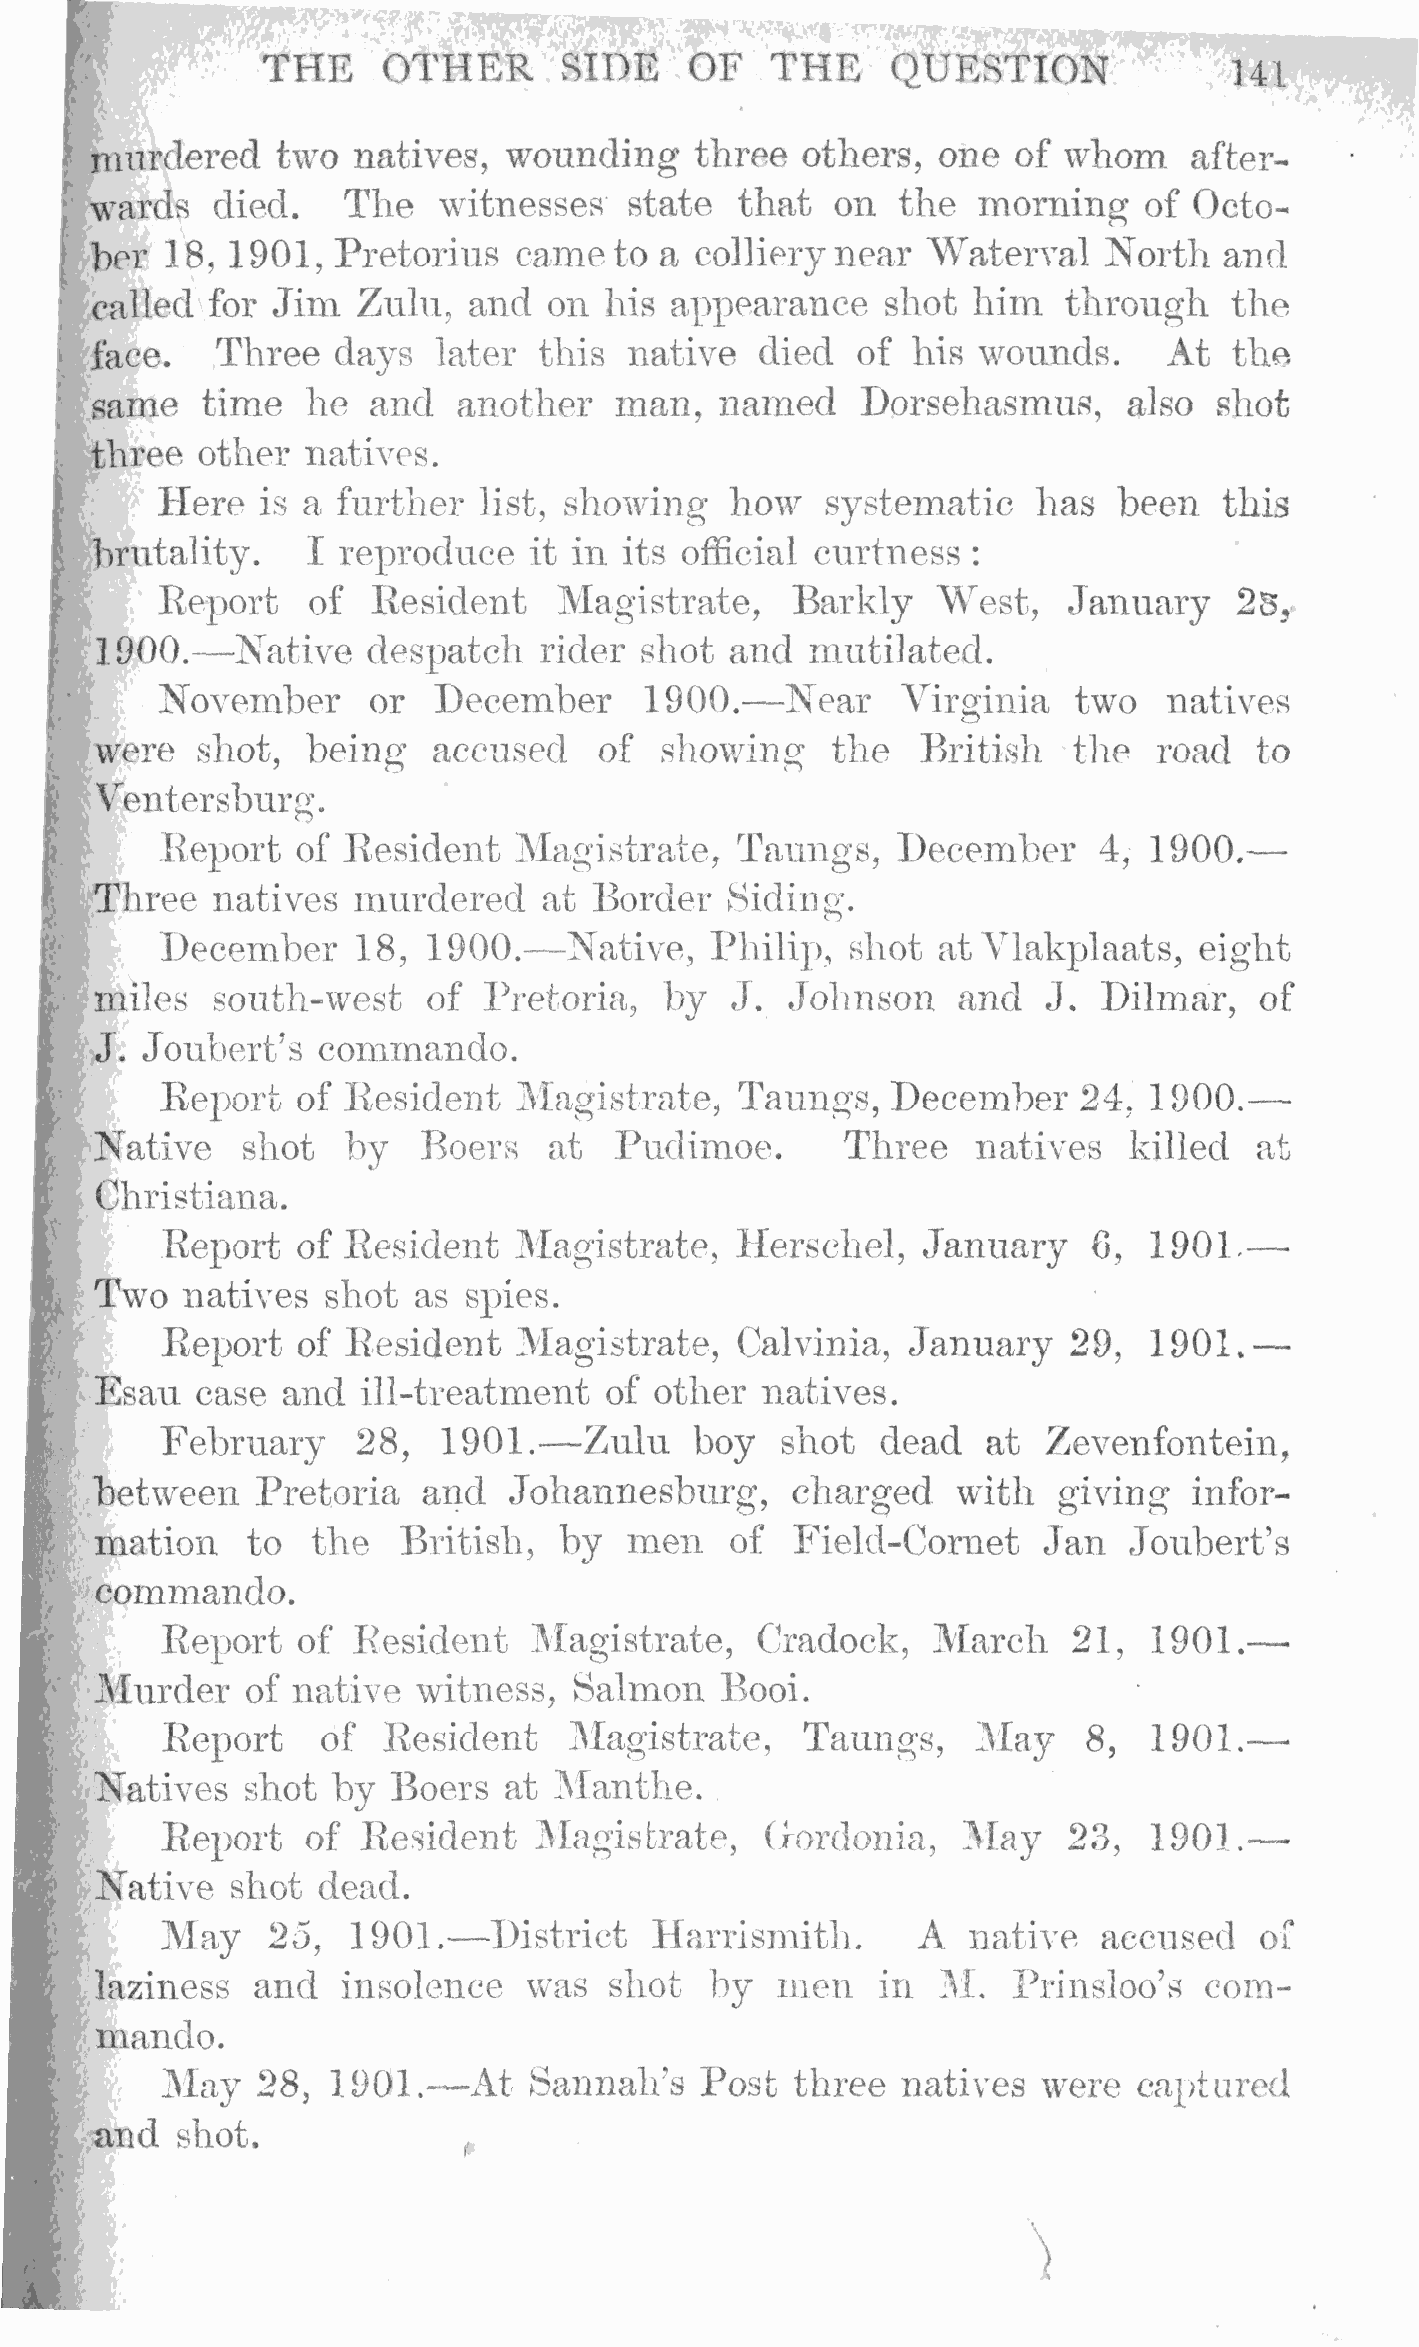 THE OTHER SIDE OF THE QUESTION 141
murdered two natives, wounding three others, one of whom after-
wards died. The witnesses state that on the morning of Octo-
ber 18, 1901, Pretorius came to a colliery near Waterval North and
called for Jim Zulu, and on his appearance shot him through the
face. Three days later this native died of his wounds. At the
same time he and another man, named Dorsehasmus, also shot
three other natives.
Here is a further list, showing how systematic has been this
brutality. I reproduce it in its official curtness :
Report of Resident Magistrate, Barkly West, January 28,
1900.—Native despatch rider shot and mutilated.
November or December 1900.—Near Virginia two natives
were shot, being accused of showing the British the road to
Ventersburg.
Report of Resident Magistrate, Taungs, December 4, 1900.—
Three natives murdered at Border Siding.
December 18, 1900.—Native, Philip, shot at Vlakplaats, eight
miles south-west of Pretoria, by J. Johnson and J. Dilmar, of
J. Joubert's commando.
Report of Resident Magistrate, Taungs, December 24, 1900.—
Native shot by Boers at Pudimoe. Three natives killed at
Christiana.
Report of Resident Magistrate, Herschel, January 6, 1901.—
Two natives shot as spies.
Report of Resident Magistrate, Calvinia, January 29, 1901.—
Esau case and ill-treatment of other natives.
February 28, 1901.—Zulu boy shot dead at Zevenfontein,
between Pretoria and Johannesburg, charged with giving infor-
mation to the British, by men of Field-Cornet Jan Joubert's
commando.
Report of Resident Magistrate, Cradock, March 21, 1901.—
Murder of native witness, Salmon Booi.
Report of Resident Magistrate, Taungs, May 8, 1901.—
Natives shot by Boers at Manthe.
Report of Resident Magistrate, Gordonia, May 23, 1901.—
Native shot dead.
May 25, 1901.—District Harrismith. A native accused of
laziness and insolence was shot by men in M. Prinsloo's com-
mando.
May 28, 1901.—At Sannah's Post three natives were captured
and shot.